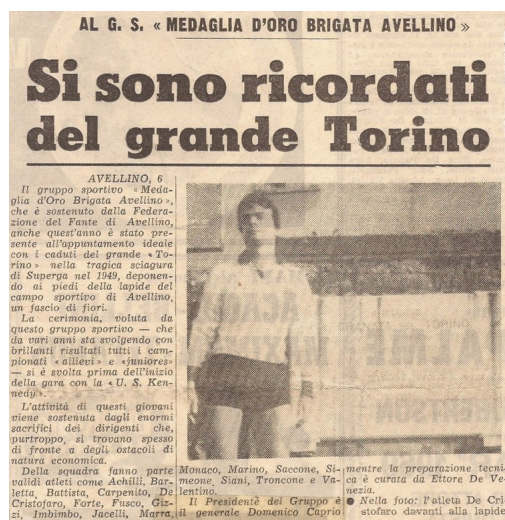 AL G. S. « MEDAGLIA D'ORO BRIGATA AVELLINO »
Si sono ricordati
del grande Torino
AVELLINO, 6
Il gruppo sportivo «Meda-
glia d'Oro Brigata Avellino»,
che è sostenuto dalla Federa-
zione del Fante di Avellino,
anche quest'anno è stato pre-
sente all'appuntamento ideale
con i caduti del grande «To-
rino» nella tragica sciagura
di Superga nel 1949, deponen-
do ai piedi della lapide del
campo sportivo di Avellino,
un fascio di fiori.
La cerimonia, voluta da
questo gruppo sportivo — che
da vari anni sta svolgendo con
brillanti risultati tutti i cam-
pionati «allievi» e «juniores»
— si è svolta prima dell'inizio
della gara con la «U. S. Ken-
nedy».
L'attività di questi giovani
viene sostenuta dagli enormi
sacrifici dei dirigenti che,
purtroppo, si trovano spesso
di fronte a degli ostacoli di
natura economica.
Della squadra fanno parte
validi atleti come Achilli, Bar-
letta, Battista, Carpenito, De
Cristofaro, Forte, Fusco, Giz-
zi, Imbimbo, Jacelli, Marra,
Monaco, Marino, Saccone, Si-
meone, Siani, Troncone e Va-
lentino.
Il Presidente del Gruppo è
il generale Domenico Caprio
mentre la preparazione tecni-
ca è curata da Ettore De Ve-
nezia.
● Nella foto: l'atleta De Cri-
stofaro davanti alla lapide